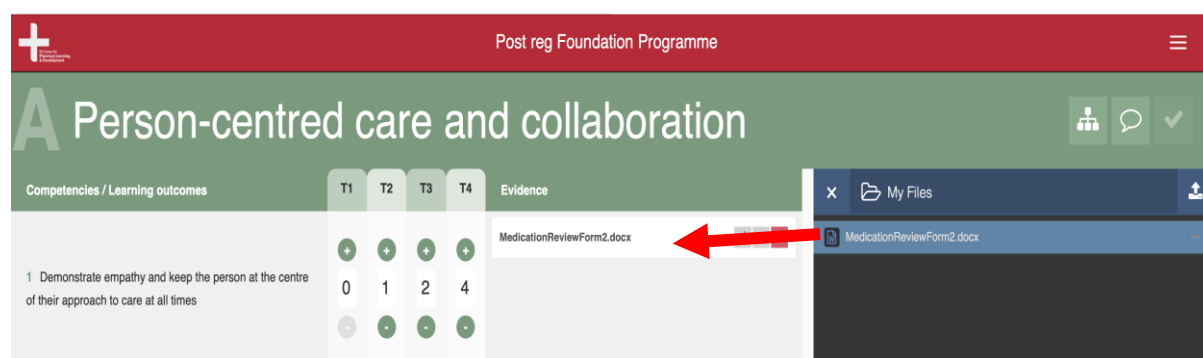 Post reg Foundation Programme
A Person-centred care and collaboration
Competencies / Learning outcomes T1 T2 T3 T4 Evidence
My Files
MedicationReviewForm2.docx
MedicationReviewForm2.docx
1 Demonstrate empathy and keep the person at the centre
of their approach to care at all times
+ + + +
0 1 2 4
- - - -